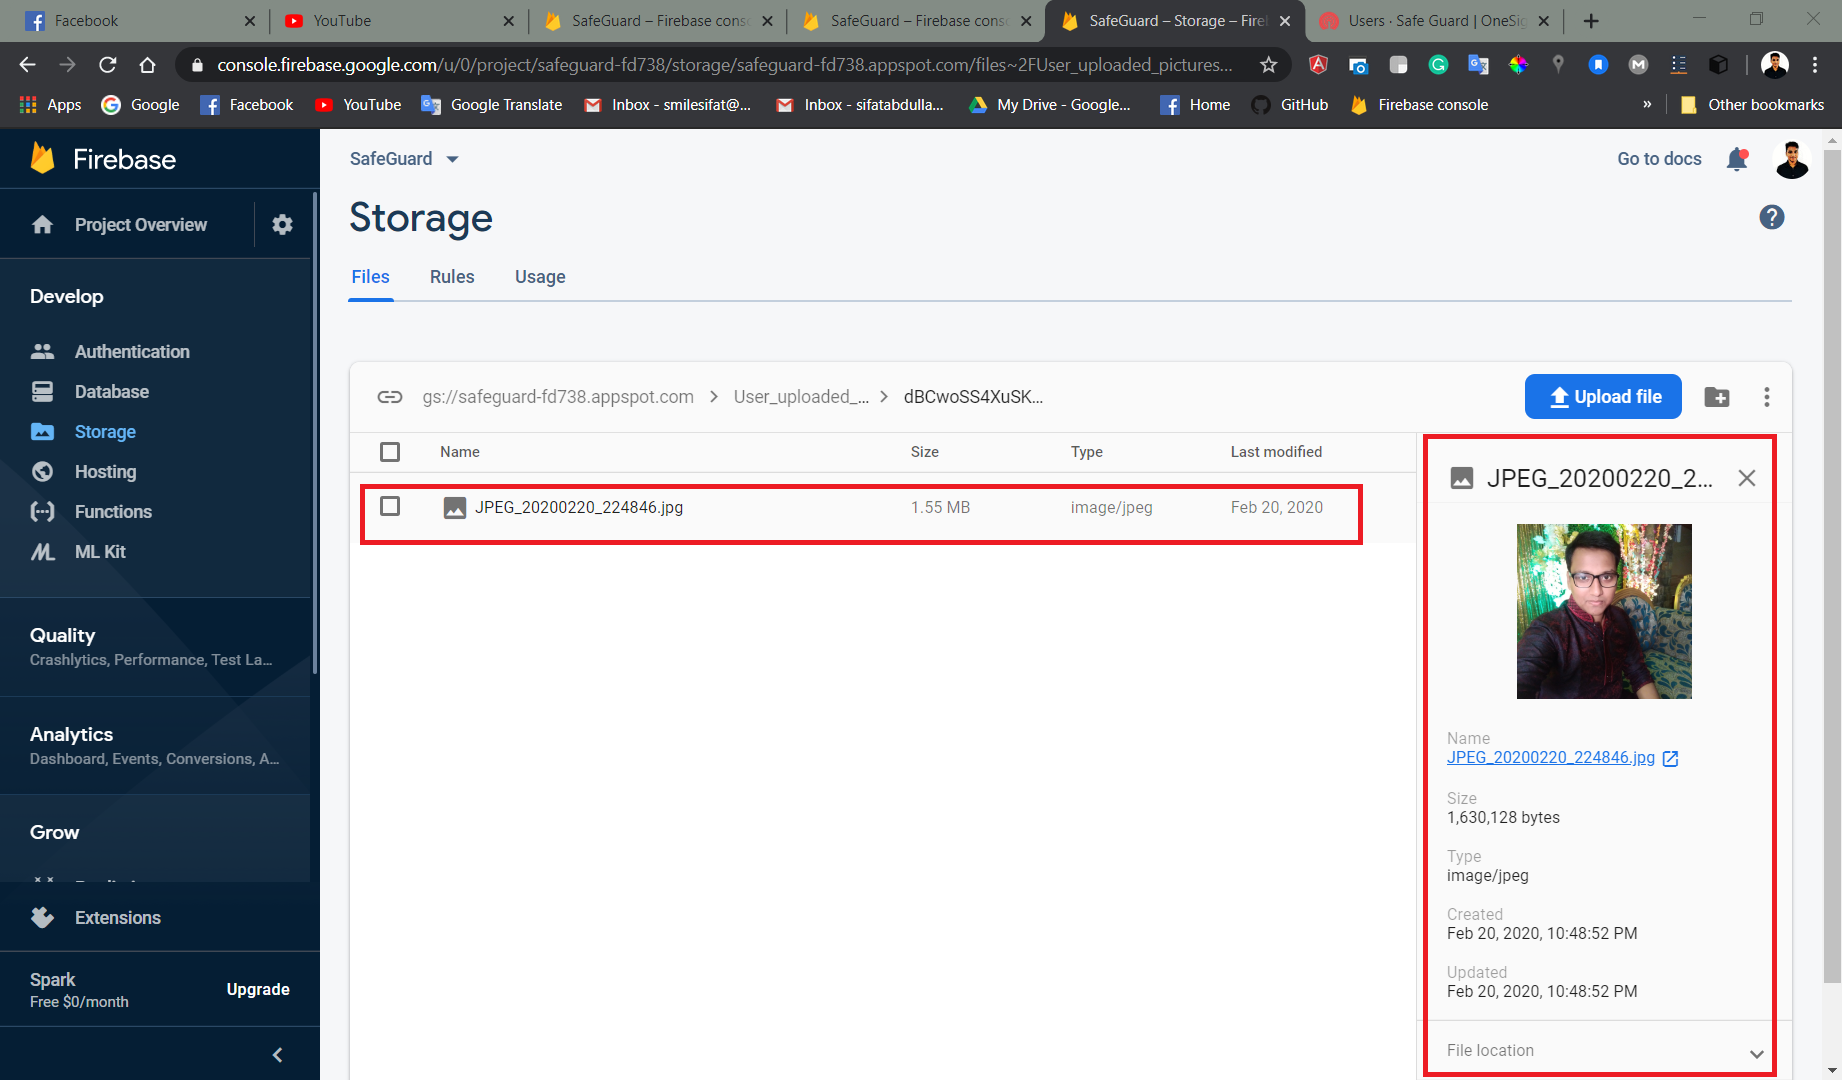 Facebook
YouTube
SafeGuard – Firebase cons
SafeGuard – Firebase cons
SafeGuard – Storage – Fire
Users · Safe Guard | OneSig
console.firebase.google.com/u/0/project/safeguard-fd738/storage/safeguard-fd738.appspot.com/files~2FUser_uploaded_pictures...
Apps
Google
Facebook
YouTube
Google Translate
Inbox - smilesifat@...
Inbox - sifatabdulla...
My Drive - Google...
Home
GitHub
Firebase console
»
Other bookmarks
Firebase
SafeGuard
Go to docs
Project Overview
Storage
Files
Rules
Usage
Develop
Authentication
Database
Storage
Hosting
Functions
ML Kit
Quality
Crashlytics, Performance, Test La...
Analytics
Dashboard, Events, Conversions, A...
Grow
Extensions
Spark
Free $0/month
Upgrade
gs://safeguard-fd738.appspot.com
User_uploaded_...
dBCwoSS4XuSK...
Upload file
Name
Size
Type
Last modified
JPEG_20200220_224846.jpg
1.55 MB
image/jpeg
Feb 20, 2020
JPEG_20200220_2...
Name
JPEG_20200220_224846.jpg
Size
1,630,128 bytes
Type
image/jpeg
Created
Feb 20, 2020, 10:48:52 PM
Updated
Feb 20, 2020, 10:48:52 PM
File location